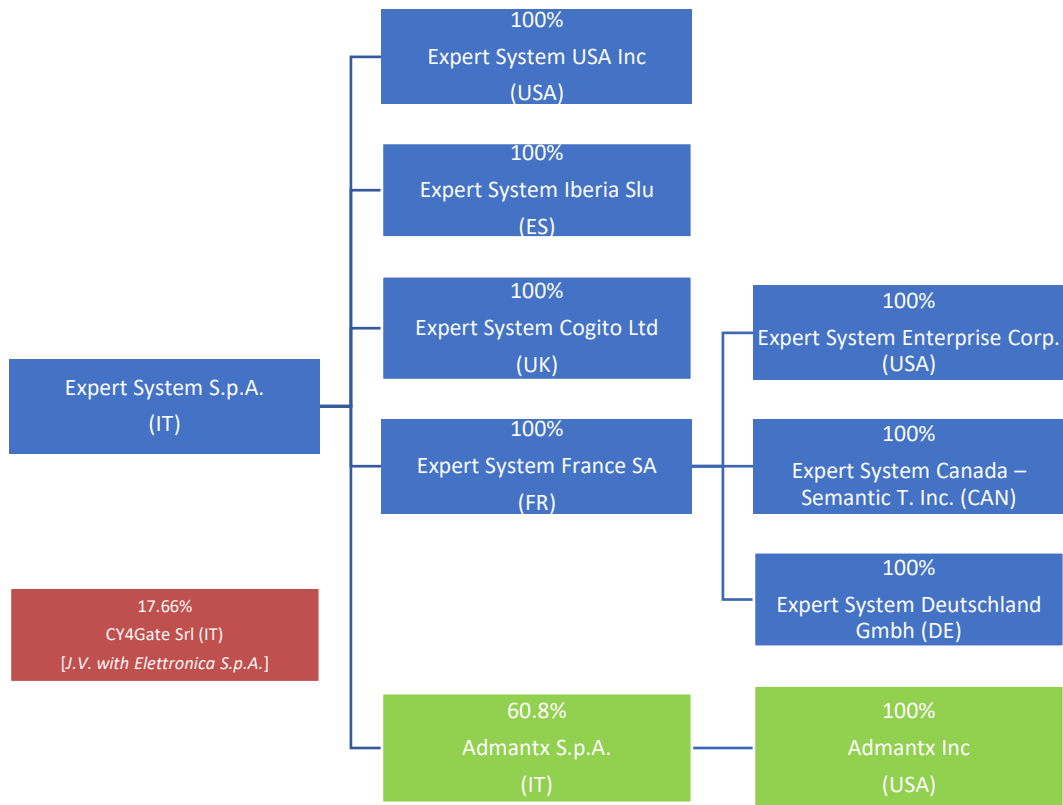 100%
Expert System USA Inc
(USA)
100%
Expert System Iberia Slu
(ES)
100%
Expert System Cogito Ltd
(UK)
100%
Expert System Enterprise Corp.
(USA)
Expert System S.p.A.
(IT)
100%
Expert System France SA
(FR)
100%
Expert System Canada –
Semantic T. Inc. (CAN)
100%
Expert System Deutschland
Gmbh (DE)
17.66%
CY4Gate Srl (IT)
[J.V. with Elettronica S.p.A.]
60.8%
Admantx S.p.A.
(IT)
100%
Admantx Inc
(USA)